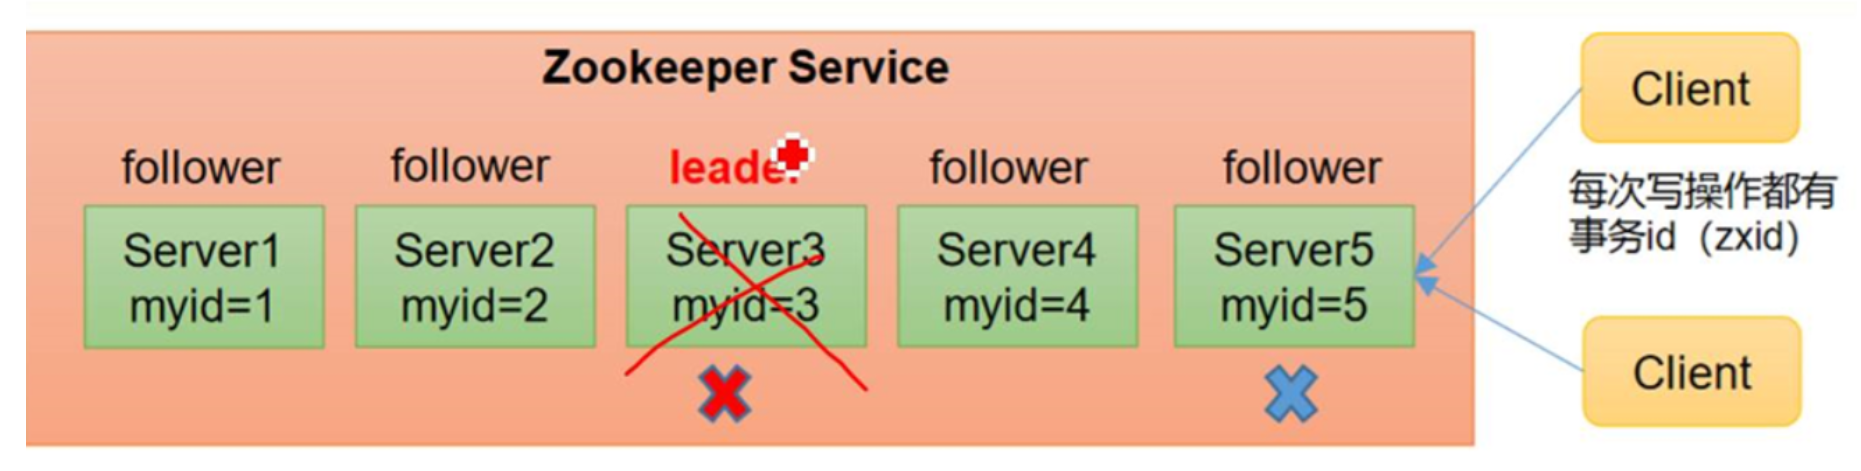 Zookeeper Service
follower
follower
leader
follower
follower
Server1
myid=1
Server2
myid=2
Server3
myid=3
Server4
myid=4
Server5
myid=5
Client
每次写操作都有
事务id（zxid）
Client